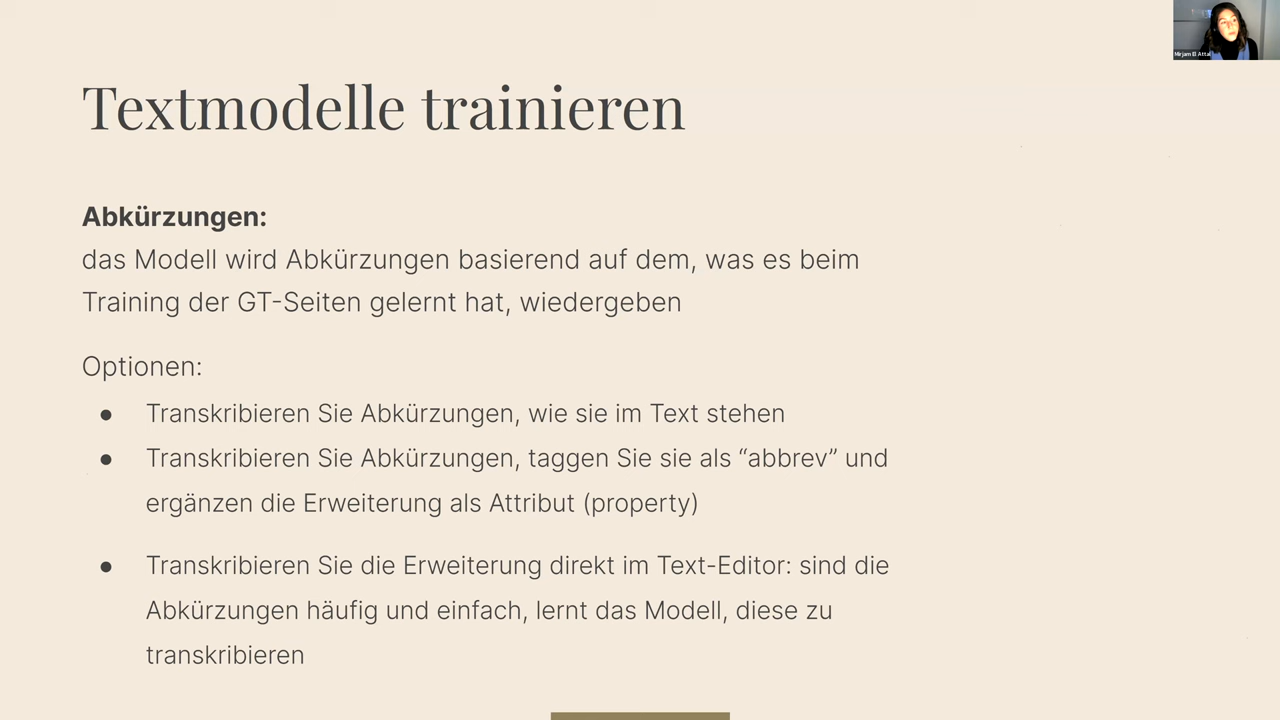 Mirjam El Attal
Textmodelle trainieren
Abkürzungen:
das Modell wird Abkürzungen basierend auf dem, was es beim
Training der GT-Seiten gelernt hat, wiedergeben
Optionen:
● Transkribieren Sie Abkürzungen, wie sie im Text stehen
● Transkribieren Sie Abkürzungen, taggen Sie sie als “abbrev” und
ergänzen die Erweiterung als Attribut (property)
● Transkribieren Sie die Erweiterung direkt im Text-Editor: sind die
Abkürzungen häufig und einfach, lernt das Modell, diese zu
transkribieren